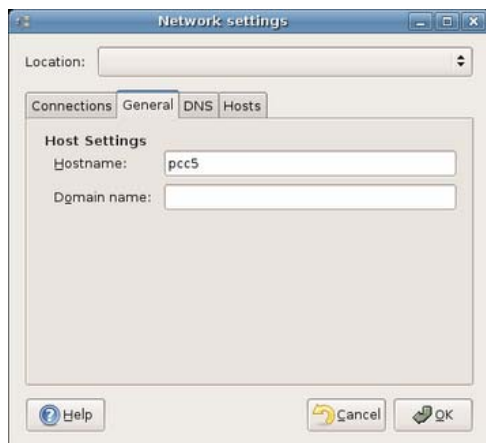 Network settings
Location:
Connections General DNS Hosts
Host Settings
Hostname: pcc5
Domain name:
Help Cancel OK